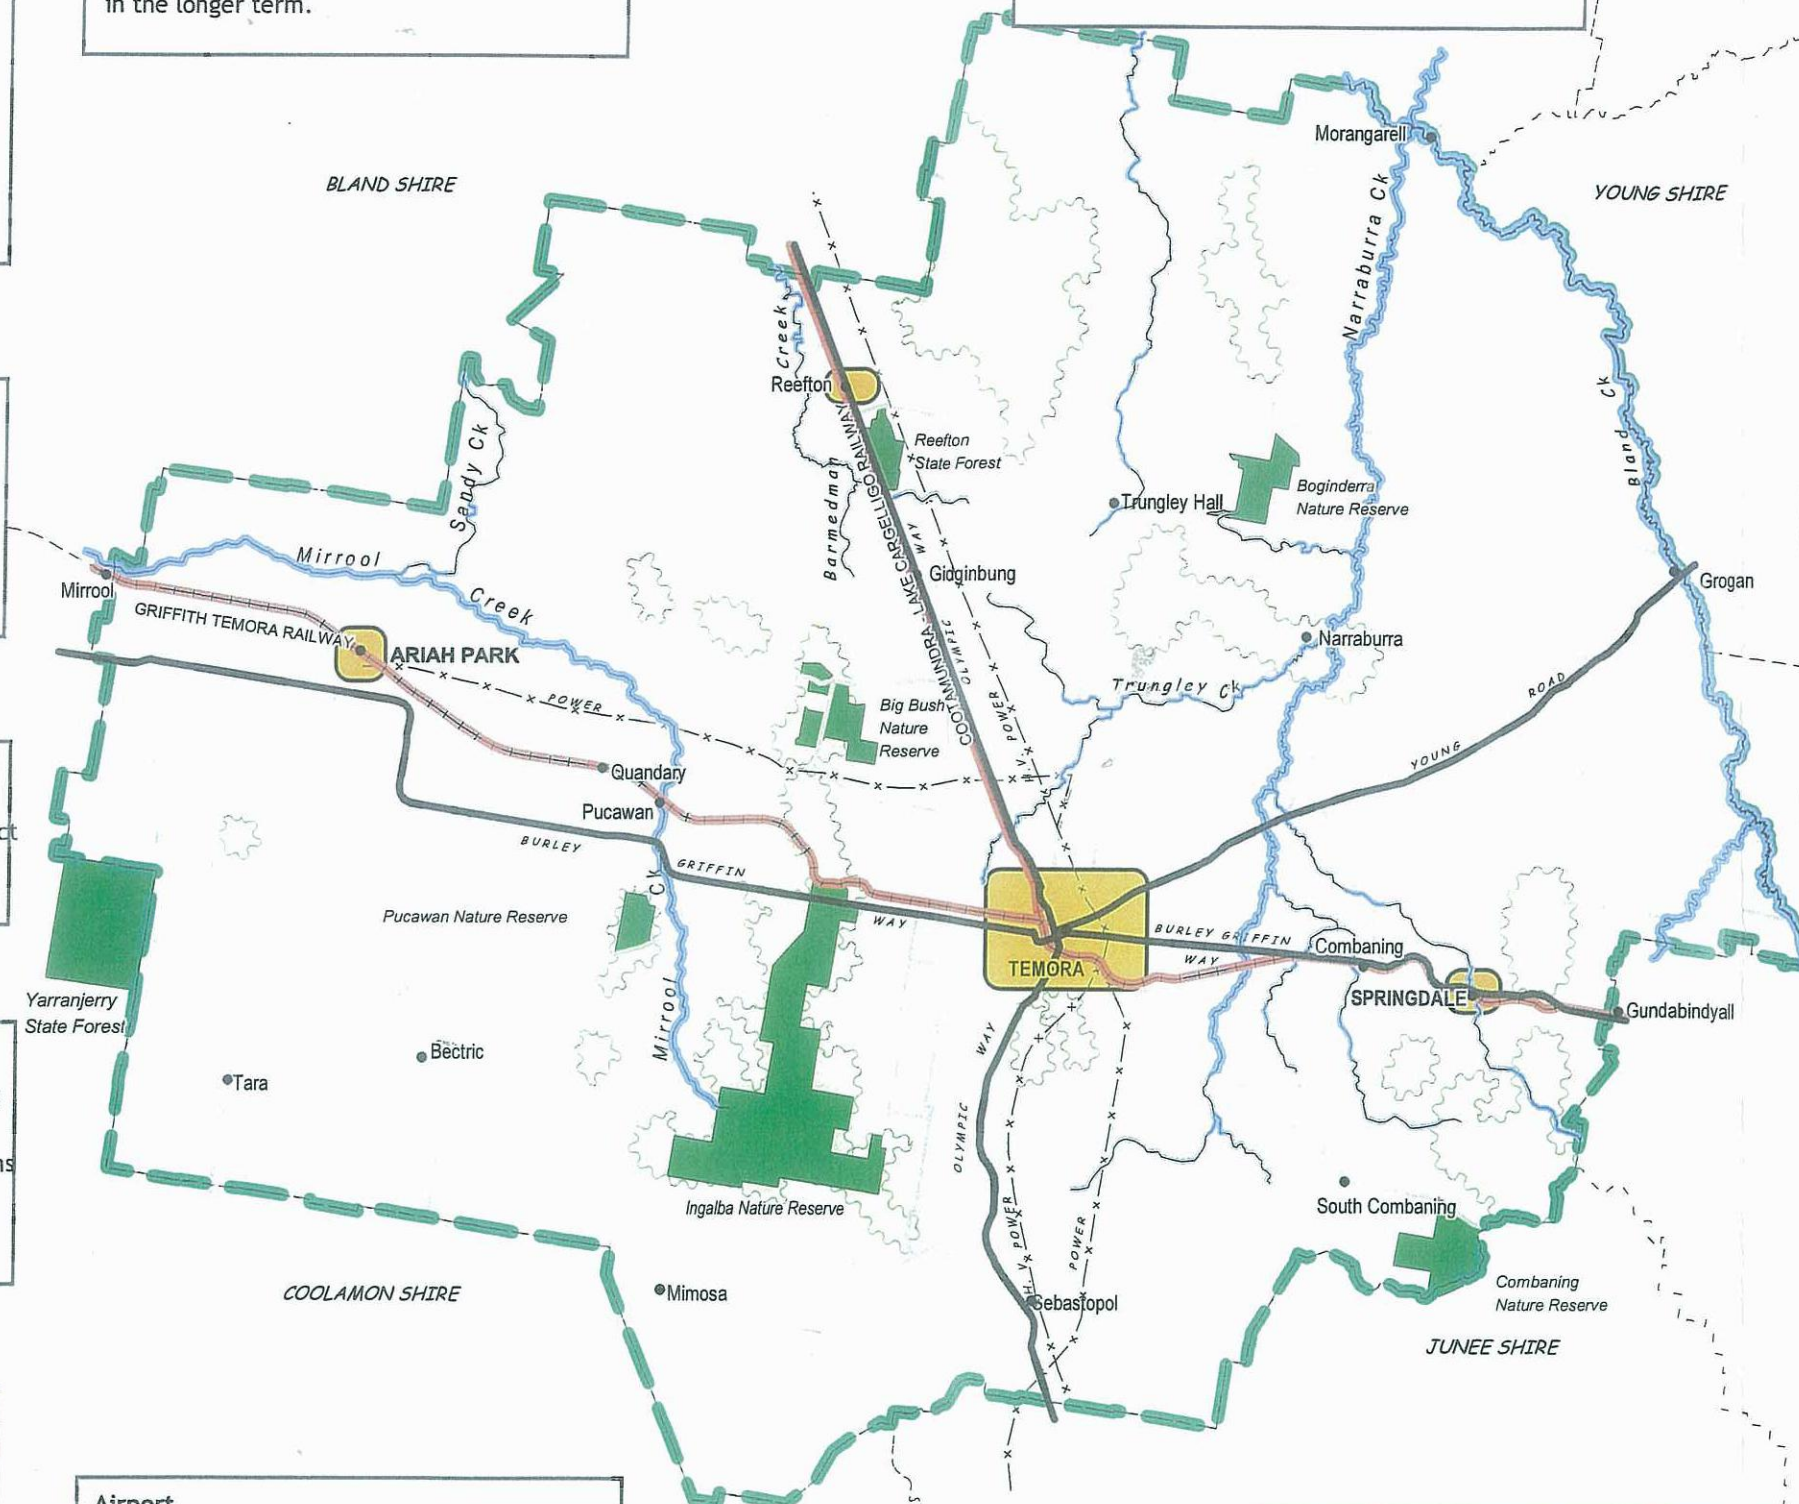 in the longer term.
BLAND SHIRE
YOUNG SHIRE
Morangarell
Narraburra Ck
Creek
Reefton
Reefton
State Forest
Sandy Ck
Barmedman
COOTAMUNDRA - LAKE CARGELLIGO RAILWAY
OLYMPIC
WAY
Trungley Hall
Boginderra
Nature Reserve
Bland
Ck
Mirrool
Creek
Mirrool
GRIFFITH TEMORA RAILWAY
ARIAH PARK
Gidginbung
Grogan
Narraburra
Trungley Ck
POWER
H.V. POWER
Big Bush
Nature
Reserve
ROAD
YOUNG
Quandary
Pucawan
BURLEY
GRIFFIN
WAY
Mirrool
Ck
Pucawan Nature Reserve
TEMORA
BURLEY GRIFFIN
WAY
Combaning
SPRINGDALE
Gundabindyall
Yarranjerry
State Forest
Bectric
Tara
WAY
OLYMPIC
Ingalba Nature Reserve
South Combaning
H.V. POWER
POWER
COOLAMON SHIRE
Mimosa
Sebastopol
Combaning
Nature Reserve
JUNEE SHIRE
Airport